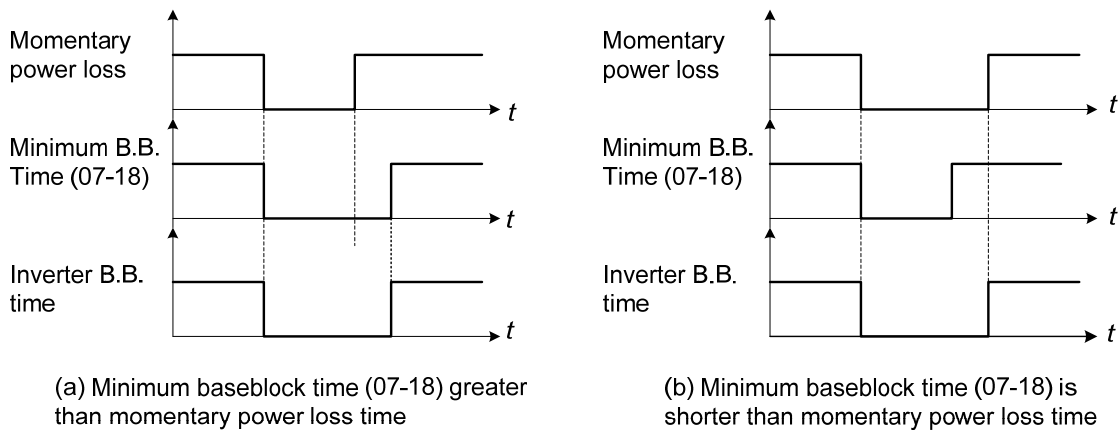 Momentary
power loss
t
Minimum B.B.
Time (07-18)
t
Inverter B.B.
time
t
(a) Minimum baseblock time (07-18) greater
than momentary power loss time
Momentary
power loss
t
Minimum B.B.
Time (07-18)
t
Inverter B.B.
time
t
(b) Minimum baseblock time (07-18) is
shorter than momentary power loss time